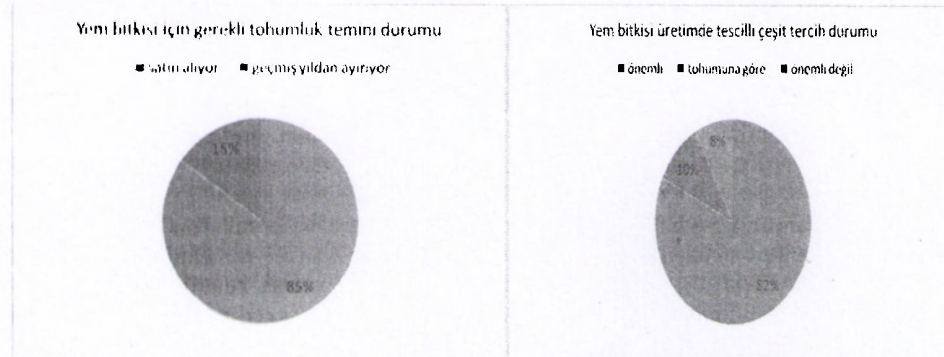 Yem bitkisi için gerekli tohumluk temini durumu
satın alıyor geçmiş yıldan ayırıyor
15%
85%
Yem bitkisi üretimde tescilli çeşit tercih durumu
önemli tohumuna göre önemli değil
8%
10%
82%